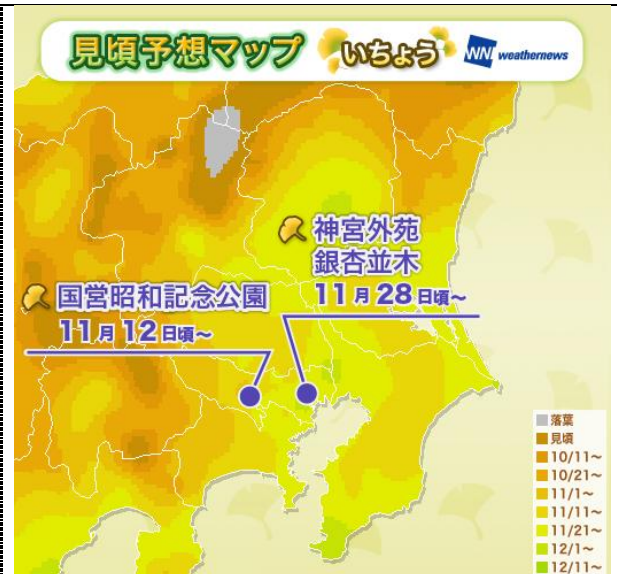 見頃予想マップ いちょう WNI weathernews
神宮外苑
銀杏並木
11月28日頃~
国営昭和記念公園
11月12日頃~
落葉
見頃
10/11~
10/21~
11/1~
11/11~
11/21~
12/1~
12/11~